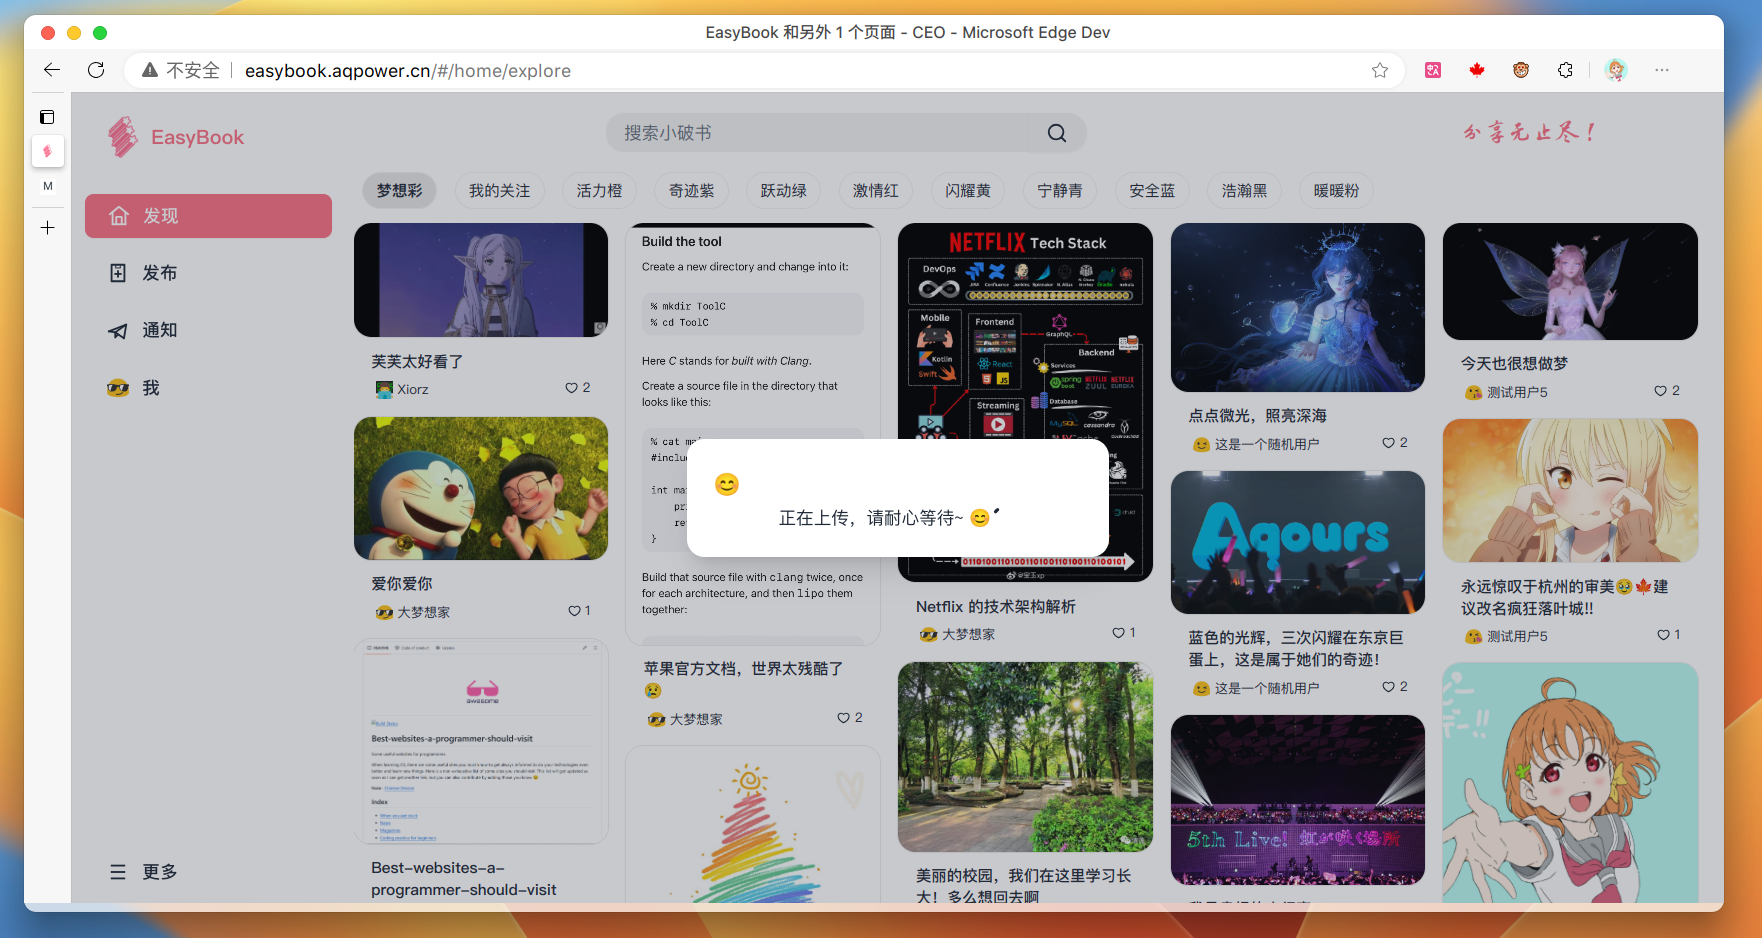 EasyBook 和另外 1 个页面 - CEO - Microsoft Edge Dev
不安全
easybook.aqpower.cn/#/home/explore
M
EasyBook
搜索小破书
分享无止尽！
发现
发布
通知
我
更多
梦想彩
我的关注
活力橙
奇迹紫
跃动绿
激情红
闪耀黄
宁静青
安全蓝
浩瀚黑
暖暖粉
芙芙太好看了
Xiorz
2
爱你爱你
大梦想家
1
Best-websites-a-programmer-should-visit
Index
Best-websites-a-
programmer-should-visit
Build the tool
Create a new directory and change into it:
% mkdir ToolC
% cd ToolC
Here C stands for built with Clang.
Create a source file in the directory that
looks like this:
% cat
#inclu
int
}
Build that source file with clang twice, once
for each architecture, and then lipo them
together:
苹果官方文档，世界太残酷了
😢
大梦想家
2
NETFLIX Tech Stack
DevOps
Mobile
Frontend
GraphQL
Kotlin
Swift
React
JS
Backend
spring boot
NETFLIX ZUUL
NETFLIX EUREKA
Streaming
Database
MySQL
cassandra
Netflix 的技术架构解析
大梦想家
1
美丽的校园，我们在这里学习长
大！多么想回去啊
点点微光，照亮深海
这是一个随机用户
2
Aqours
蓝色的光辉，三次闪耀在东京巨
蛋上，这是属于她们的奇迹！
这是一个随机用户
2
5th Live! 虹が咲く場所
今天也很想做梦
测试用户5
2
永远惊叹于杭州的审美🥹🍁建
议改名疯狂落叶城!!
测试用户5
1
😊
正在上传，请耐心等待~ 😊